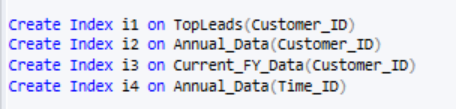 Create Index i1 on TopLeads(Customer_ID)
Create Index i2 on Annual_Data(Customer_ID)
Create Index i3 on Current_FY_Data(Customer_ID)
Create Index i4 on Annual_Data(Time_ID)